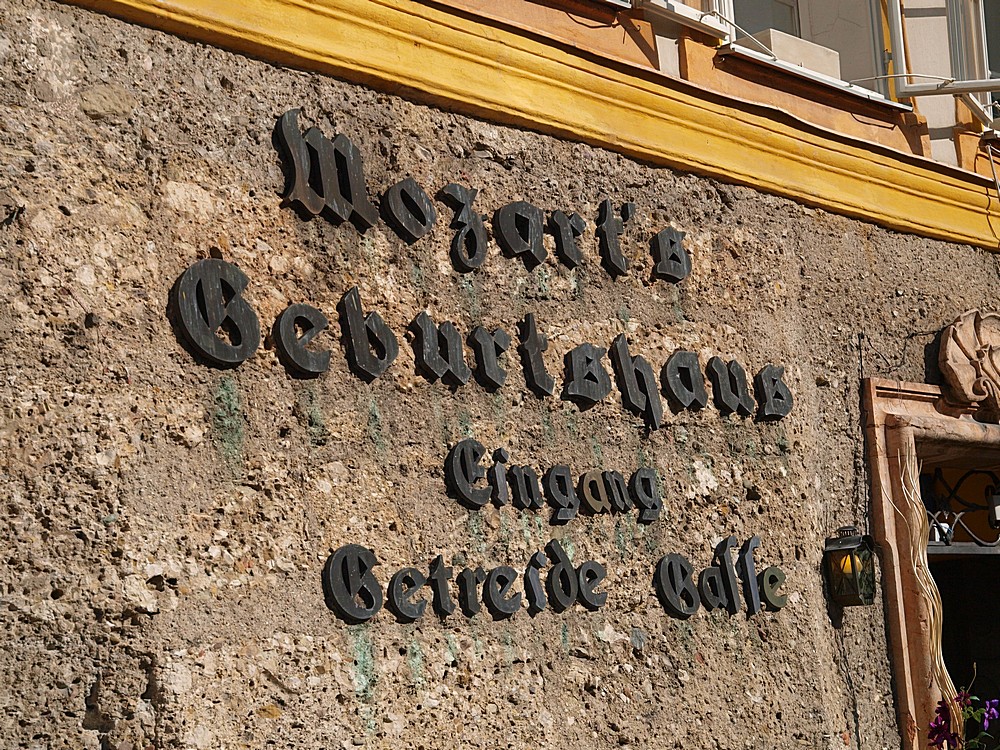 Mozart's
Geburtshaus
Eingang
Getreide Gasse